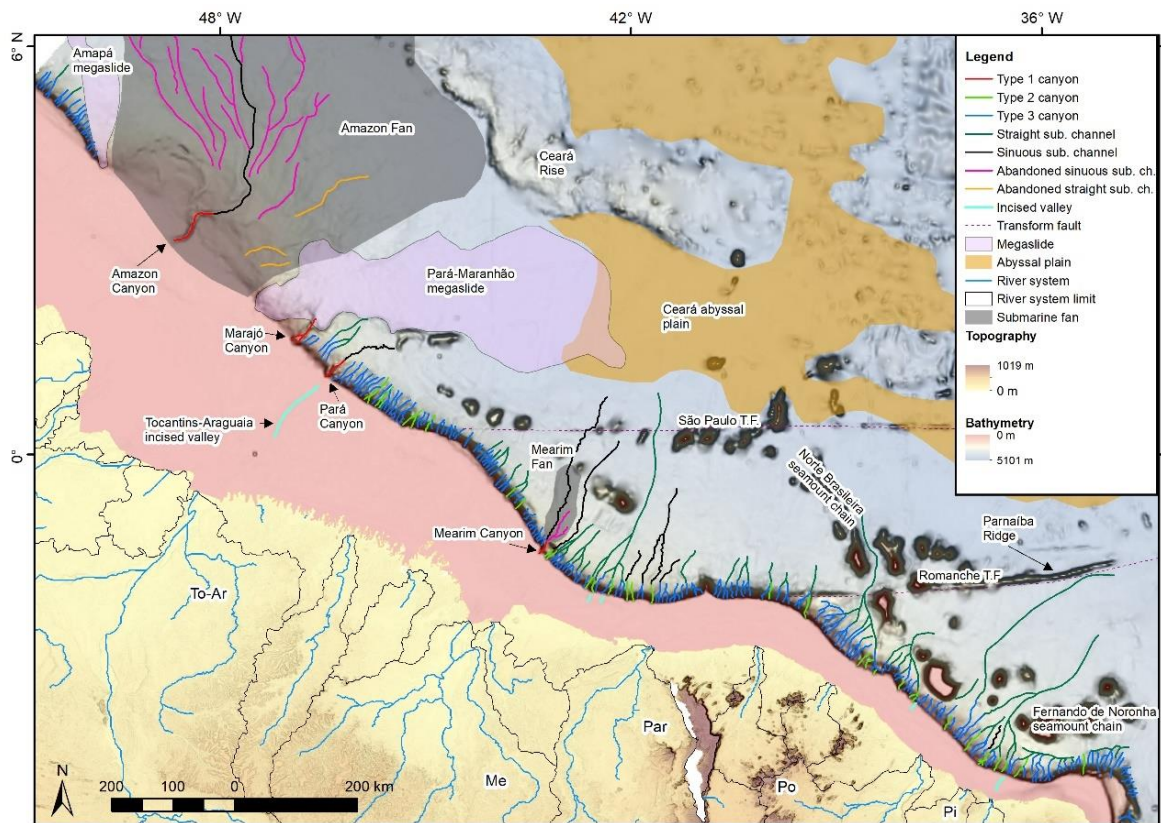 48° W
42° W
36° W
6° N
0°
Amapá
megaslide
Amazon Fan
Ceará
Rise
Amazon
Canyon
Pará-Maranhão
megaslide
Ceará abyssal
plain
Marajó
Canyon
Pará
Canyon
Tocantins-Araguaia
incised valley
São Paulo T.F.
Mearim
Fan
Norte Brasileira
seamount chain
Mearim Canyon
Parnaíba
Ridge
Romanche T.F
Fernando de Noronha
seamount chain
To-Ar
Me
Par
Po
Pi
N
200 100 0 200 km
Legend
Type 1 canyon
Type 2 canyon
Type 3 canyon
Straight sub. channel
Sinuous sub. channel
Abandoned sinuous sub. ch.
Abandoned straight sub. ch.
Incised valley
Transform fault
Megaslide
Abyssal plain
River system
River system limit
Submarine fan
Topography
1019 m
0 m
Bathymetry
0 m
5101 m